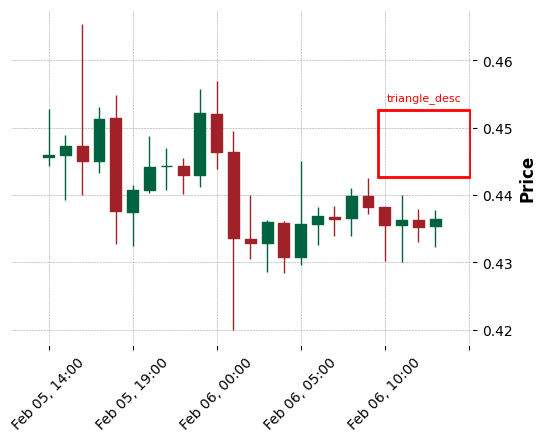 0.46
triangle_desc
0.45
0.44
0.43
0.42
Price
Feb 05, 14:00
Feb 05, 19:00
Feb 06, 00:00
Feb 06, 05:00
Feb 06, 10:00